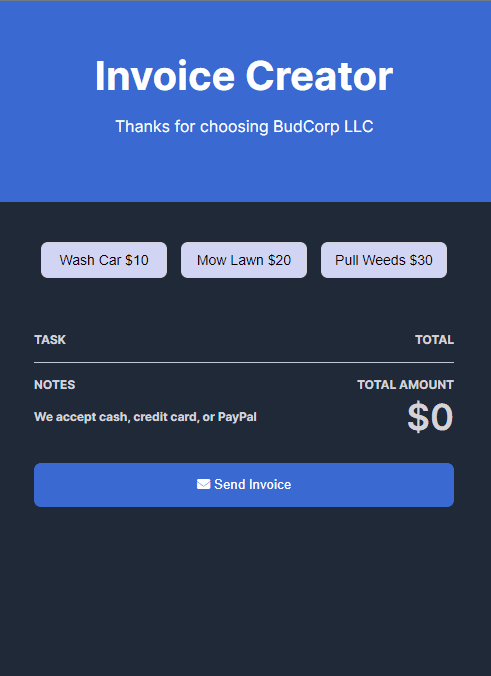 Invoice Creator
Thanks for choosing BudCorp LLC
Wash Car $10 Mow Lawn $20 Pull Weeds $30
TASK TOTAL
NOTES TOTAL AMOUNT
We accept cash, credit card, or PayPal $0
Send Invoice